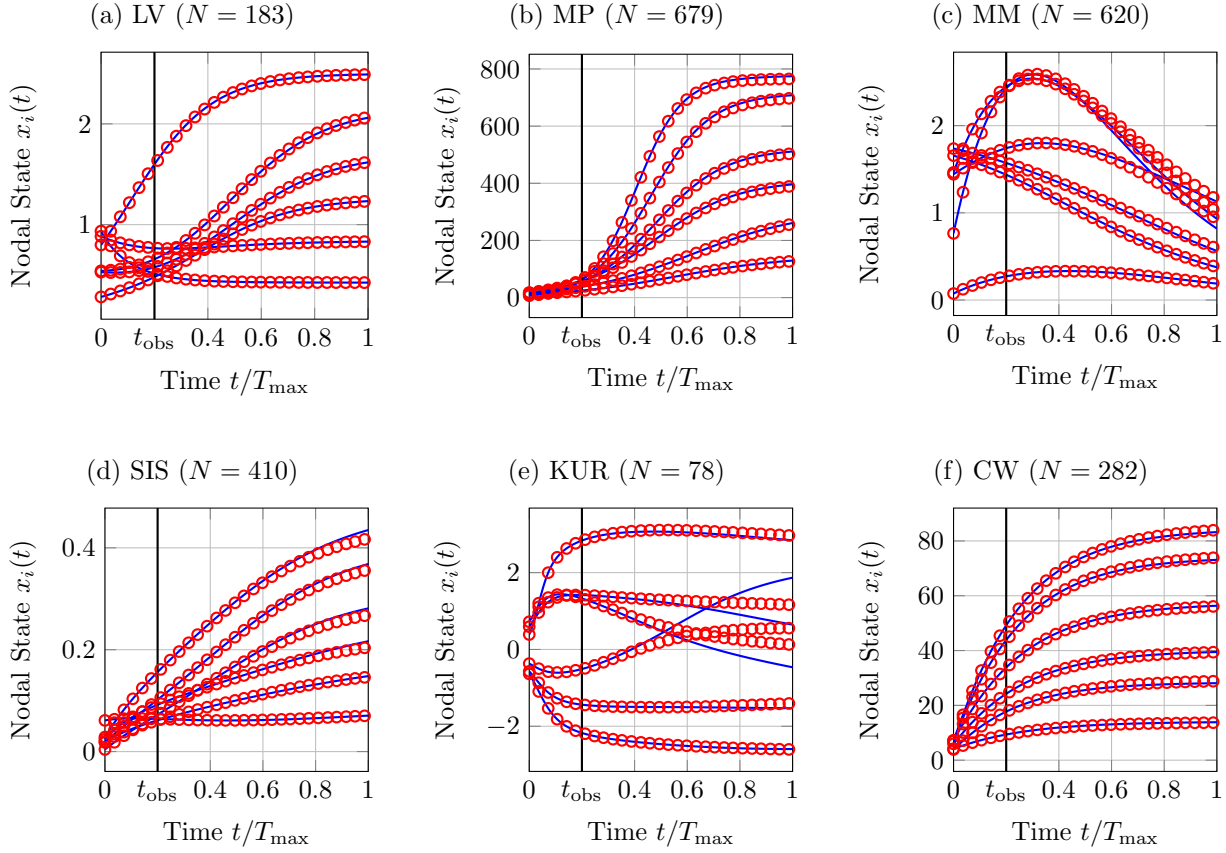 (a) LV (N = 183)
Nodal State x_i(t)
2
1
0
t_obs
0.4
0.6
0.8
1
Time t/T_max
(b) MP (N = 679)
Nodal State x_i(t)
800
600
400
200
0
0
t_obs
0.4
0.6
0.8
1
Time t/T_max
(c) MM (N = 620)
Nodal State x_i(t)
2
1
0
0
t_obs
0.4
0.6
0.8
1
Time t/T_max
(d) SIS (N = 410)
Nodal State x_i(t)
0.4
0.2
0
0
t_obs
0.4
0.6
0.8
1
Time t/T_max
(e) KUR (N = 78)
Nodal State x_i(t)
2
0
−2
0
t_obs
0.4
0.6
0.8
1
Time t/T_max
(f) CW (N = 282)
Nodal State x_i(t)
80
60
40
20
0
0
t_obs
0.4
0.6
0.8
1
Time t/T_max